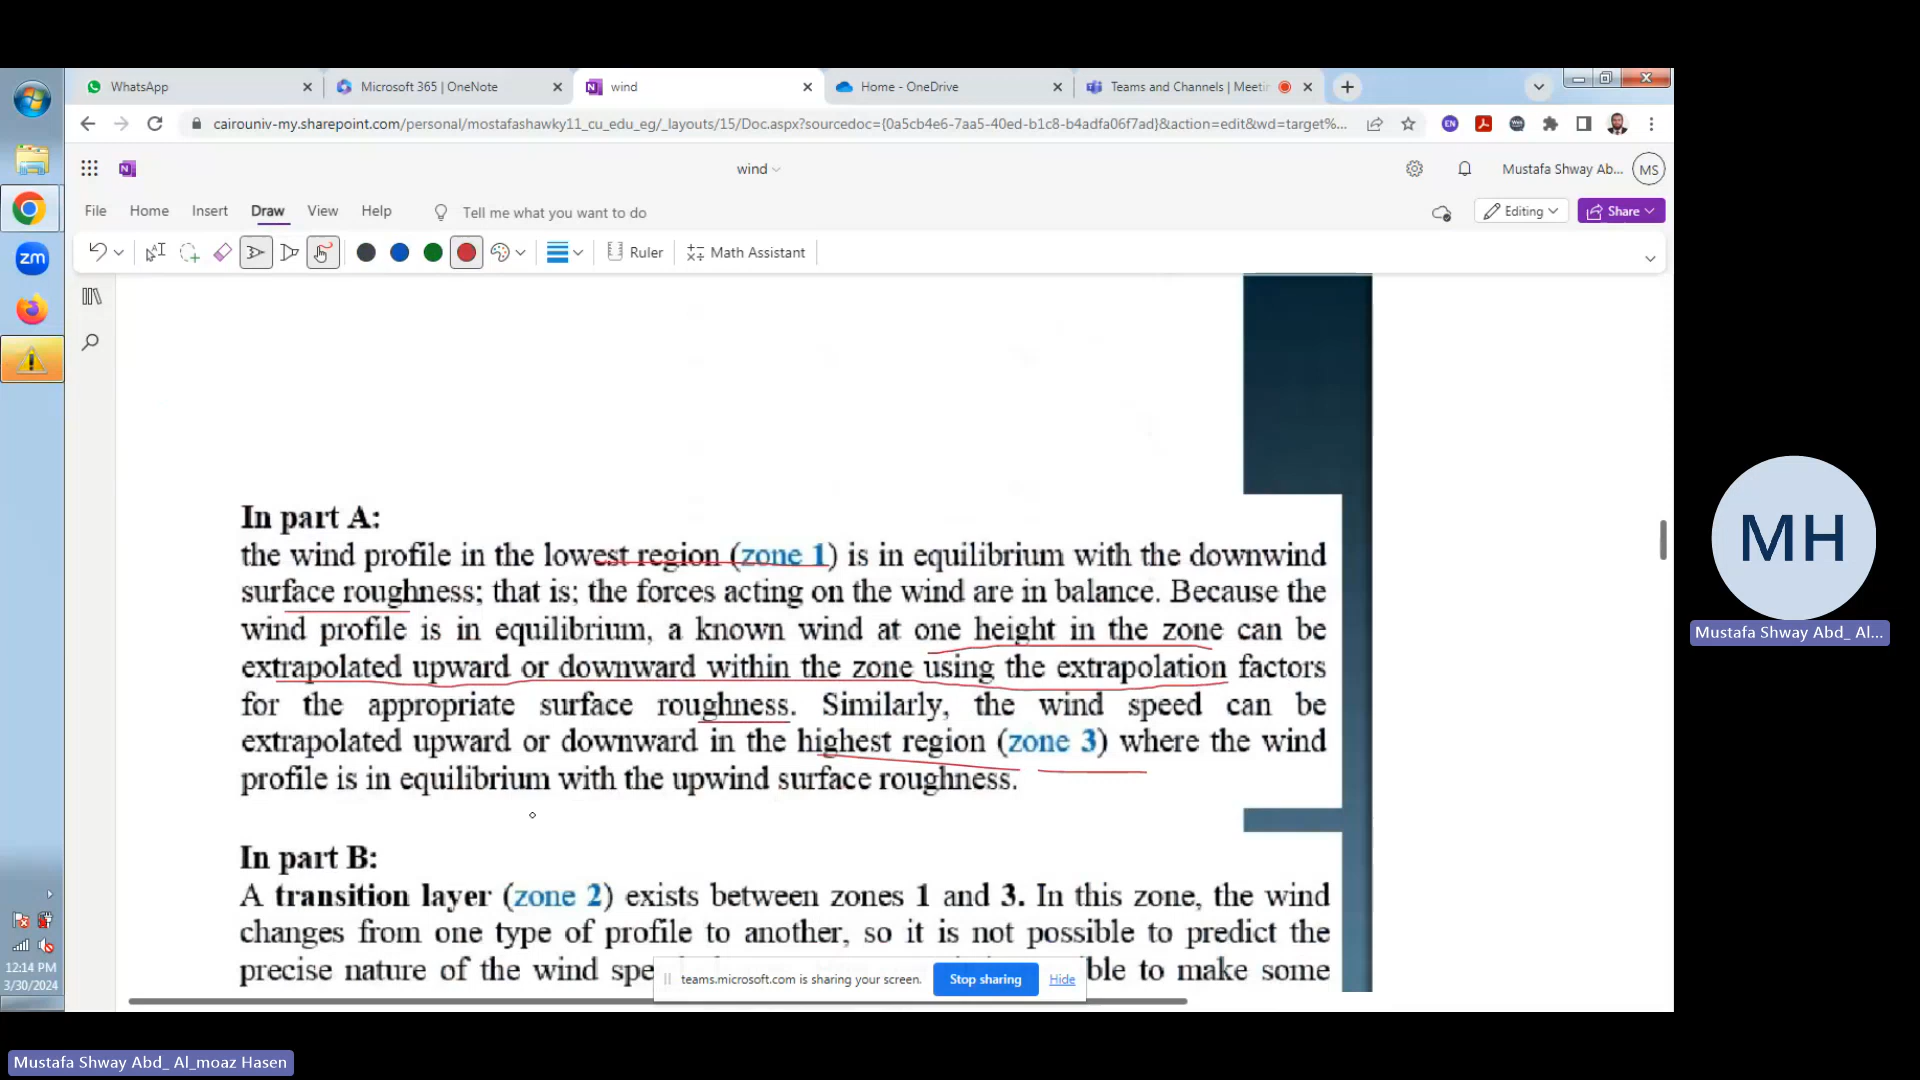 WhatsApp
Microsoft 365 | OneNote
wind
Home - OneDrive
Teams and Channels | Meetin
cairouniv-my.sharepoint.com/personal/mostafashawky11_cu_edu_eg/_layouts/15/Doc.aspx?sourcedoc={0a5cb4e6-7aa5-40ed-b1c8-b4adfa06f7ad}&action=edit&wd=target%...
EN
wind
Mustafa Shway Ab...
MS
File Home Insert Draw View Help
Tell me what you want to do
Editing
Share
Ruler
Math Assistant
zm
In part A:
the wind profile in the lowest region (zone 1) is in equilibrium with the downwind
surface roughness; that is; the forces acting on the wind are in balance. Because the
wind profile is in equilibrium, a known wind at one height in the zone can be
extrapolated upward or downward within the zone using the extrapolation factors
for the appropriate surface roughness. Similarly, the wind speed can be
extrapolated upward or downward in the highest region (zone 3) where the wind
profile is in equilibrium with the upwind surface roughness.
In part B:
A transition layer (zone 2) exists between zones 1 and 3. In this zone, the wind
changes from one type of profile to another, so it is not possible to predict the
precise nature of the wind spe
ble to make some
teams.microsoft.com is sharing your screen.
Stop sharing
Hide
12:14 PM
3/30/2024
MH
Mustafa Shway Abd_ Al...
Mustafa Shway Abd_ Al_moaz Hasen